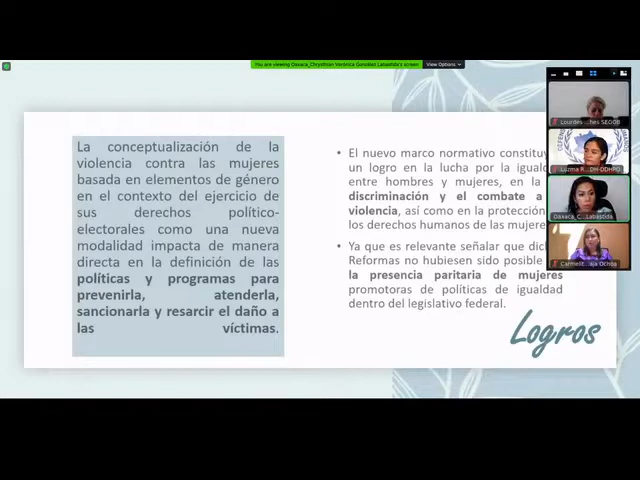 You are viewing Oaxaca_Chrysthian Verónica González Labastida's screen
View Options
La conceptualización de la
violencia contra las mujeres
basada en elementos de género
en el contexto del ejercicio de
sus derechos político-
electorales como una nueva
modalidad impacta de manera
directa en la definición de las
políticas y programas para
prevenirla, atenderla,
sancionarla y resarcir el daño a
las víctimas.
• El nuevo marco normativo constituy
un logro en la lucha por la igual
entre hombres y mujeres, en la
discriminación y el combate a
violencia, así como en la protección
los derechos humanos de las mujere
• Ya que es relevante señalar que dich
Reformas no hubiesen sido posible
la presencia paritaria de mujeres
promotoras de políticas de igualdad
dentro del legislativo federal.
Logros
Lourdes ...hes SEGOB
Luzma R...DH-DDHPO
Oaxaca_C...Labastida
Carmelit...aja Ochoa